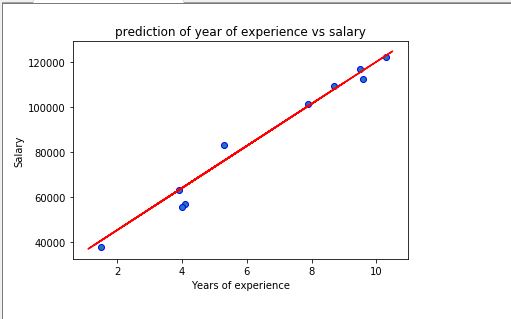 prediction of year of experience vs salary
120000
100000
80000
60000
40000
Salary
2 4 6 8 10
Years of experience